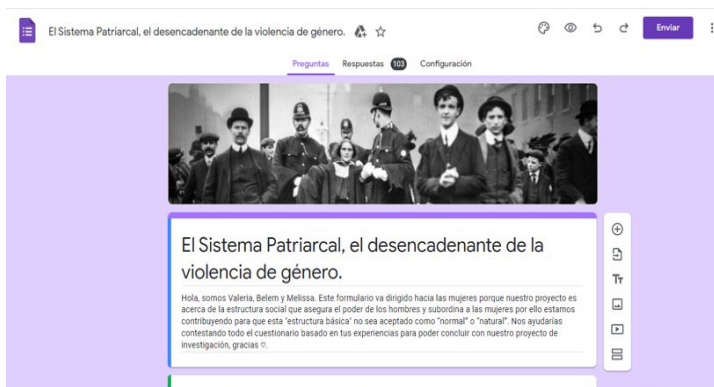 El Sistema Patriarcal, el desencadenante de la violencia de género.
Enviar
Preguntas Respuestas 103 Configuración
El Sistema Patriarcal, el desencadenante de la
violencia de género.
Hola, somos Valeria, Belem y Melissa. Este formulario va dirigido hacia las mujeres porque nuestro proyecto es
acerca de la estructura social que asegura el poder de los hombres y subordina a las mujeres por ello estamos
contribuyendo para que esta "estructura básica" no sea aceptado como "normal" o "natural". Nos ayudarías
contestando todo el cuestionario basado en tus experiencias para poder concluir con nuestro proyecto de
investigación, gracias ♡.
Tт